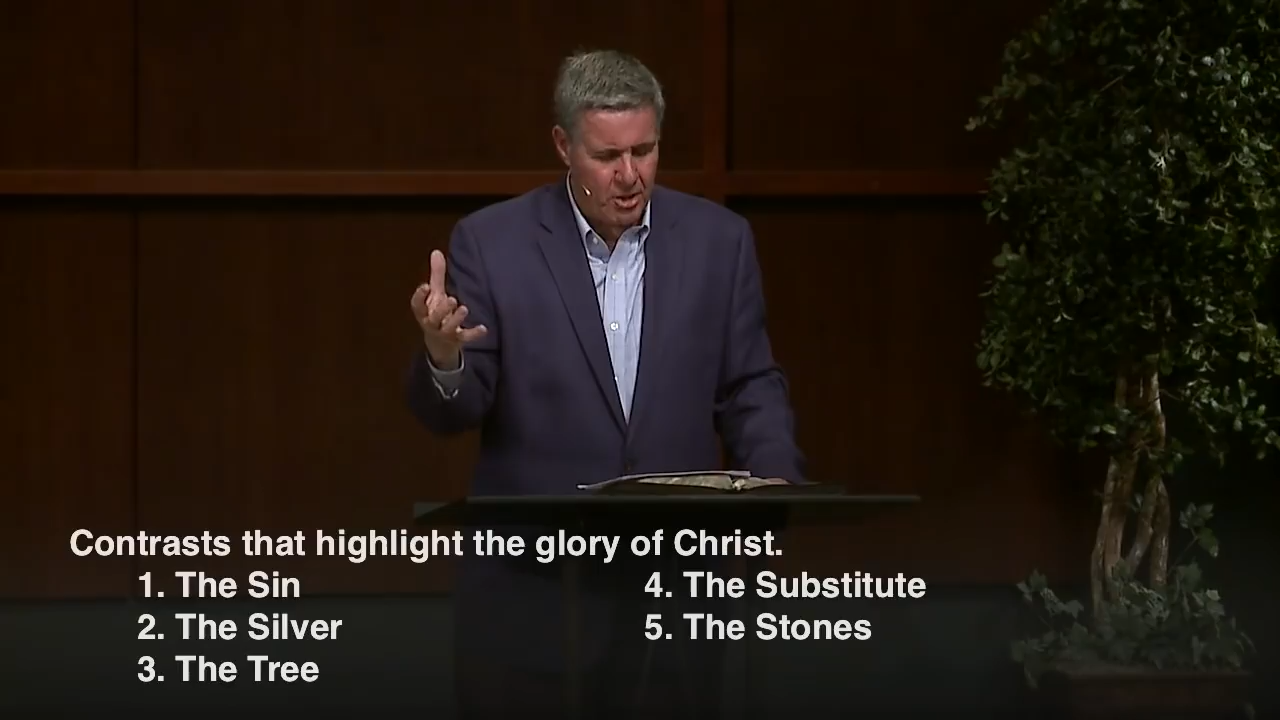 Contrasts that highlight the glory of Christ.
1. The Sin
2. The Silver
3. The Tree
4. The Substitute
5. The Stones